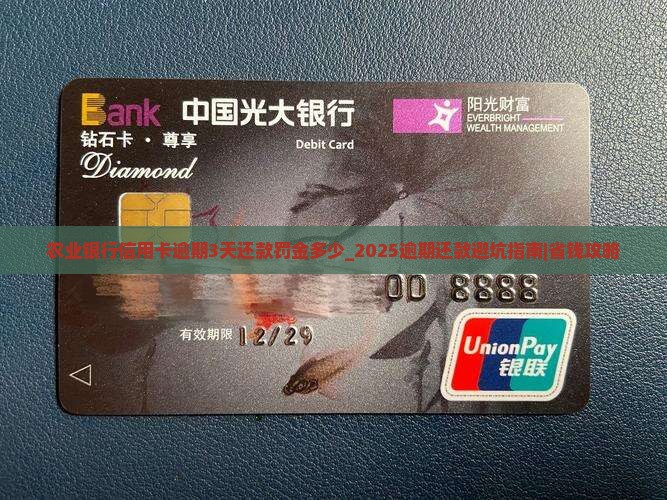 Bank 中国光大银行
阳光财富
EVERBRIGHT
WEALTH MANAGEMENT
钻石卡·尊享
Debit Card
Diamond
农业银行信用卡逾期3天还款罚金多少_2025逾期还款避坑指南|省钱攻略
00 8888
有效期限 12/29
UnionPay
银联